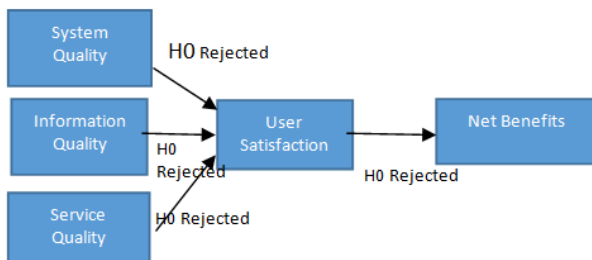 System
Quality
H0 Rejected
Information
Quality
H0
Rejected
User
Satisfaction
Net Benefits
H0 Rejected
Service
Quality
H0 Rejected